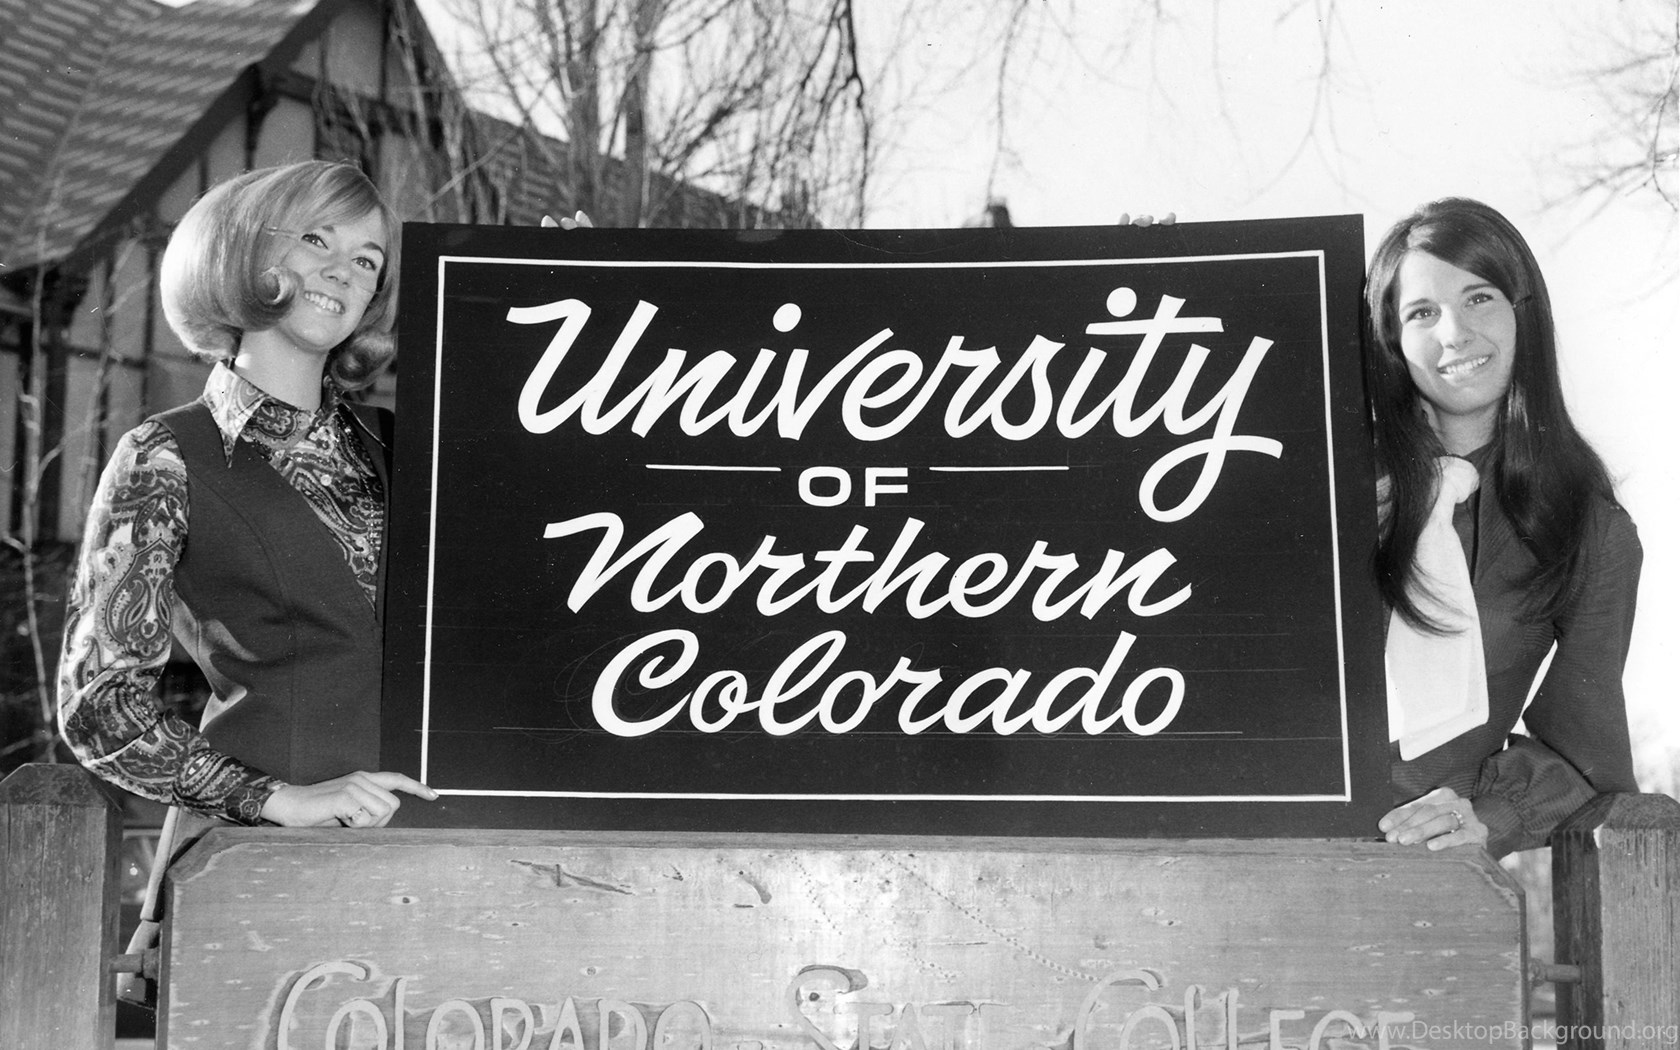 University
OF
Northern
Colorado
COLORADO STATE COLLEGE
www.DesktopBackground.org